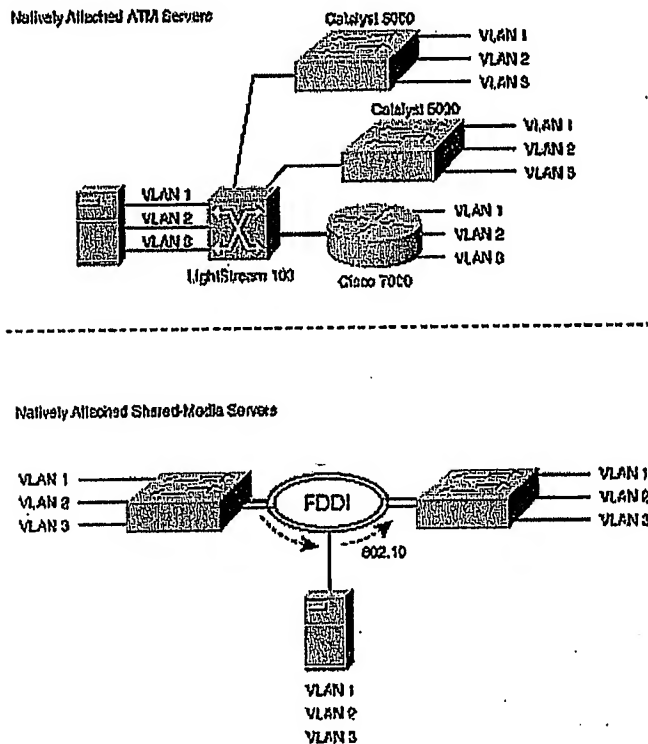 Natively Attached ATM Servers
Catalyst 5000
VLAN 1
VLAN 2
VLAN 3
Catalyst 5000
VLAN 1
VLAN 2
VLAN 3
VLAN 1
VLAN 2
VLAN 3
LightStream 100
VLAN 1
VLAN 2
VLAN 3
Cisco 7000
Natively Attached Shared-Media Servers
VLAN 1
VLAN 2
VLAN 3
FDDI
802.10
VLAN 1
VLAN 2
VLAN 3
VLAN 1
VLAN 2
VLAN 3